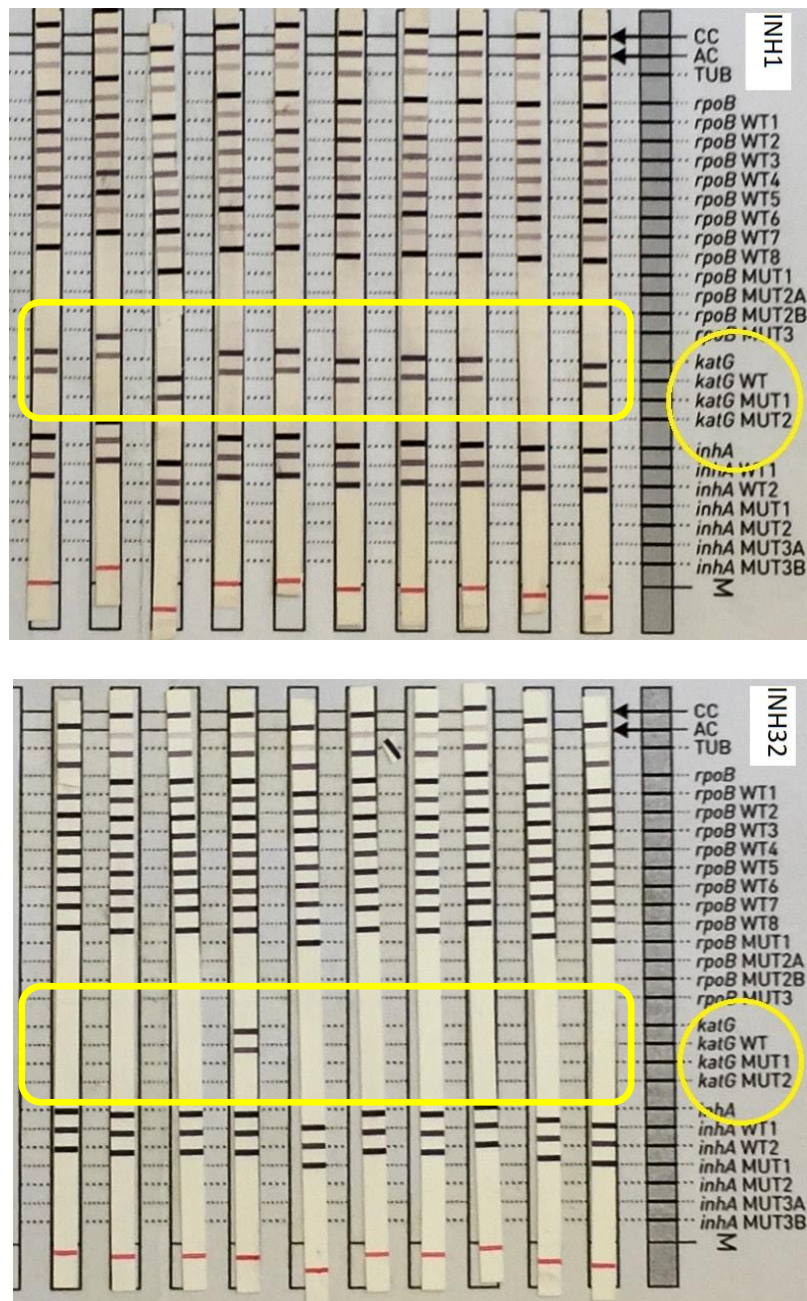 INH1
CC
AC
TUB
rpoB
rpoB WT1
rpoB WT2
rpoB WT3
rpoB WT4
rpoB WT5
rpoB WT6
rpoB WT7
rpoB WT8
rpoB MUT1
rpoB MUT2A
rpoB MUT2B
rpoB MUT3
katG
katG WT
katG MUT1
katG MUT2
inhA
inhA WT1
inhA WT2
inhA MUT1
inhA MUT2
inhA MUT3A
inhA MUT3B
M
INH32
CC
AC
TUB
rpoB
rpoB WT1
rpoB WT2
rpoB WT3
rpoB WT4
rpoB WT5
rpoB WT6
rpoB WT7
rpoB WT8
rpoB MUT1
rpoB MUT2A
rpoB MUT2B
rpoB MUT3
katG
katG WT
katG MUT1
katG MUT2
inhA
inhA WT1
inhA WT2
inhA MUT1
inhA MUT2
inhA MUT3A
inhA MUT3B
M